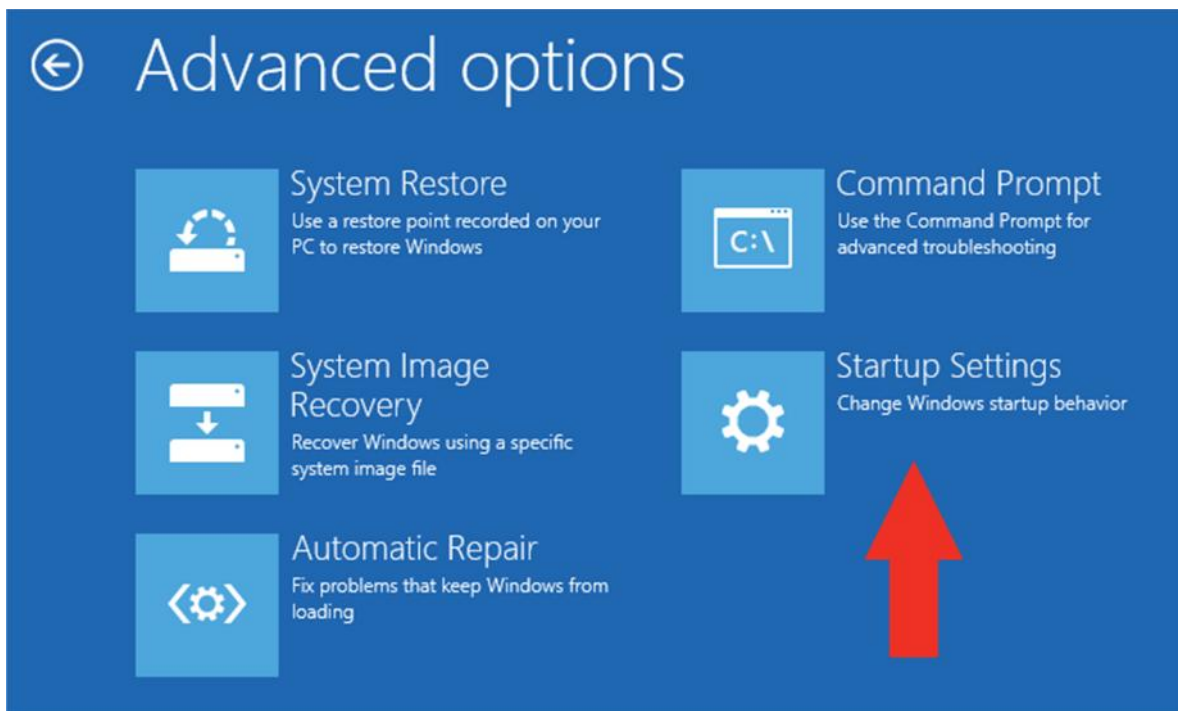 Advanced options
System Restore
Use a restore point recorded on your
PC to restore Windows
System Image
Recovery
Recover Windows using a specific
system image file
Automatic Repair
Fix problems that keep Windows from
loading
C:\
Command Prompt
Use the Command Prompt for
advanced troubleshooting
Startup Settings
Change Windows startup behavior